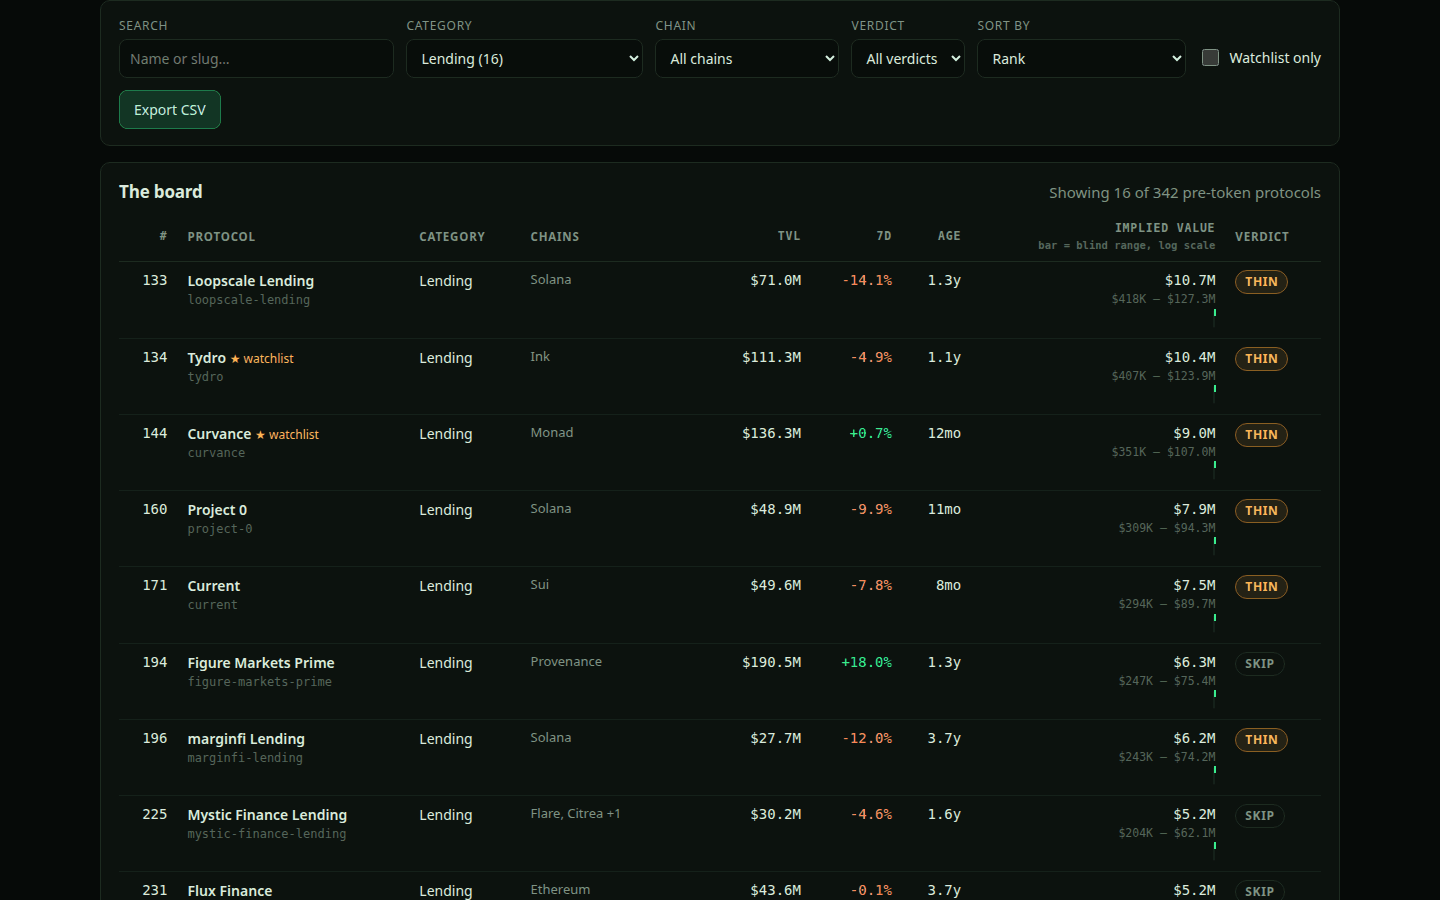 SEARCH CATEGORY CHAIN VERDICT SORT BY
Name or slug... Lending (16) All chains All verdicts Rank Watchlist only
Export CSV
The board Showing 16 of 342 pre-token protocols
# PROTOCOL CATEGORY CHAINS TVL 7D AGE IMPLIED VALUE VERDICT
bar = blind range, log scale
133 Loopscale Lending Lending Solana $71.0M -14.1% 1.3y $10.7M THIN
loopscale-lending $418K — $127.3M
134 Tydro ★ watchlist Lending Ink $111.3M -4.9% 1.1y $10.4M THIN
tydro $407K — $123.9M
144 Curvance ★ watchlist Lending Monad $136.3M +0.7% 12mo $9.0M THIN
curvance $351K — $107.0M
160 Project 0 Lending Solana $48.9M -9.9% 11mo $7.9M THIN
project-0 $309K — $94.3M
171 Current Lending Sui $49.6M -7.8% 8mo $7.5M THIN
current $294K — $89.7M
194 Figure Markets Prime Lending Provenance $190.5M +18.0% 1.3y $6.3M SKIP
figure-markets-prime $247K — $75.4M
196 marginfi Lending Lending Solana $27.7M -12.0% 3.7y $6.2M THIN
marginfi-lending $243K — $74.2M
225 Mystic Finance Lending Lending Flare, Citrea +1 $30.2M -4.6% 1.6y $5.2M SKIP
mystic-finance-lending $204K — $62.1M
231 Flux Finance Lending Ethereum $43.6M -0.1% 3.7y $5.2M SKIP